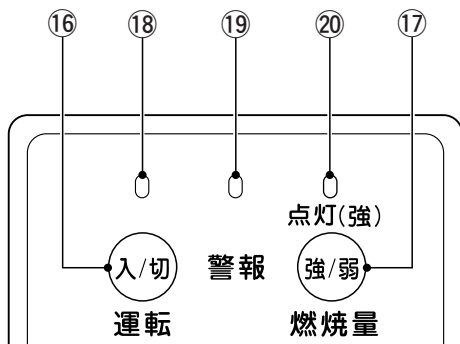 ⑯ ⑱ ⑲ ⑳ ⑰
点灯(強)
入/切 警報 強/弱
運転 燃焼量